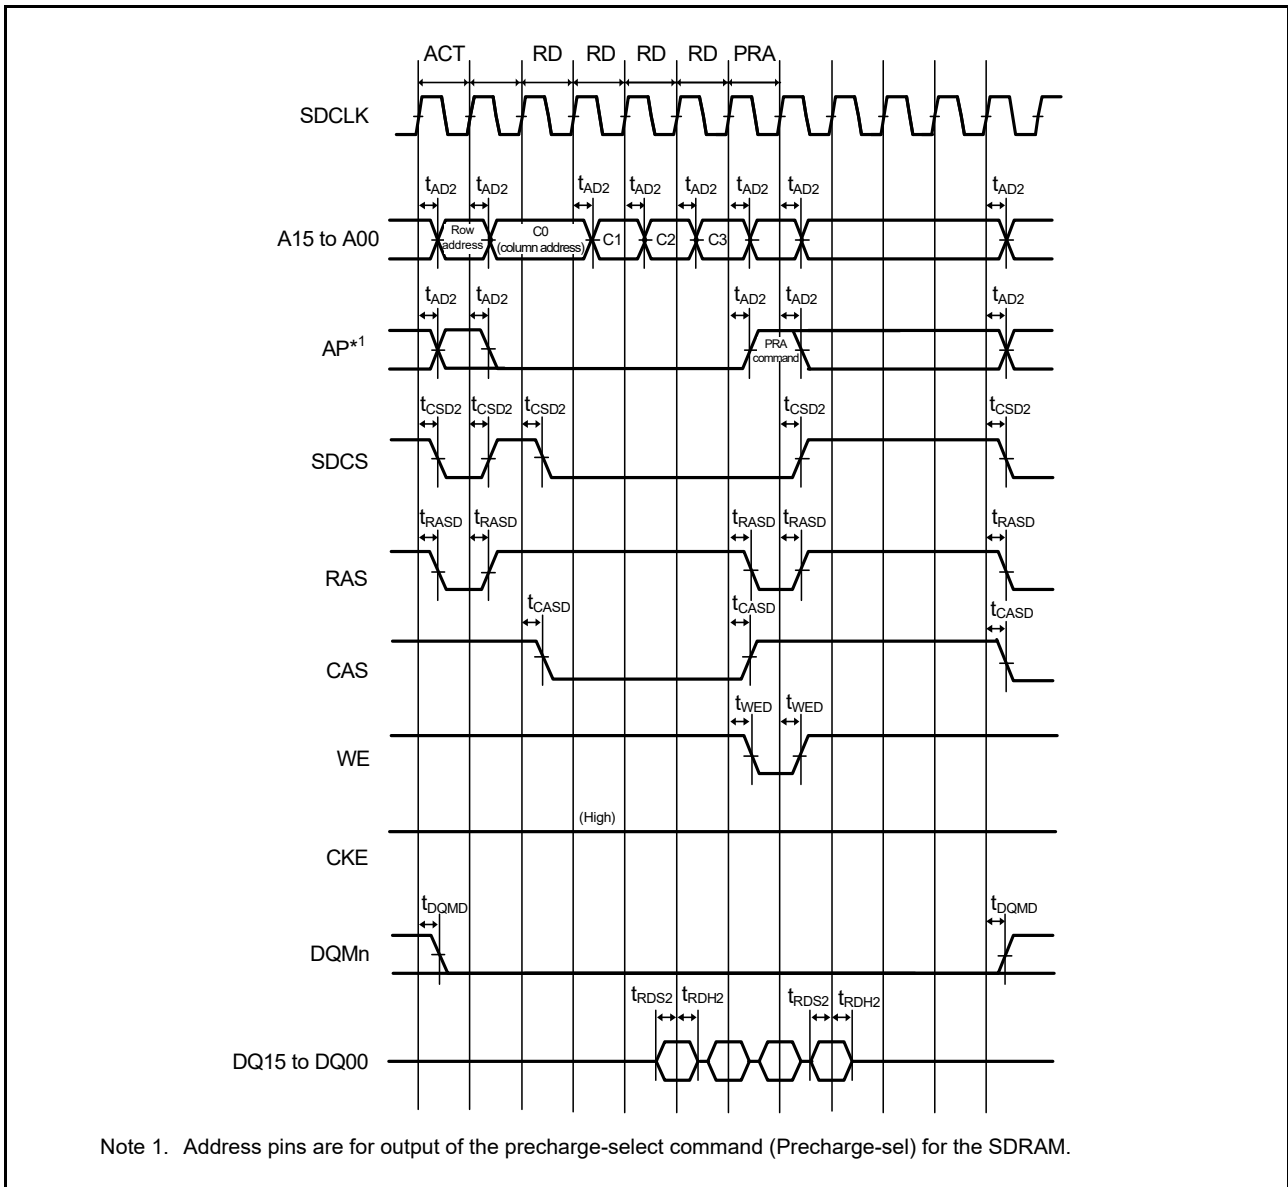 ACT RD RD RD RD PRA
SDCLK
tAD2 tAD2 tAD2 tAD2 tAD2 tAD2 tAD2 tAD2
A15 to A00
Row address
C0 (column address)
C1 C2 C3
tAD2 tAD2 tAD2 tAD2 tAD2
AP*1
PRA command
tCSD2 tCSD2 tCSD2 tCSD2 tCSD2
SDCS
tRASD tRASD tRASD tRASD tRASD
RAS
tCASD tCASD tCASD
CAS
tWED tWED
WE
(High)
CKE
tDQMD tDQMD
DQMn
tRDS2 tRDH2 tRDS2 tRDH2
DQ15 to DQ00
Note 1. Address pins are for output of the precharge-select command (Precharge-sel) for the SDRAM.